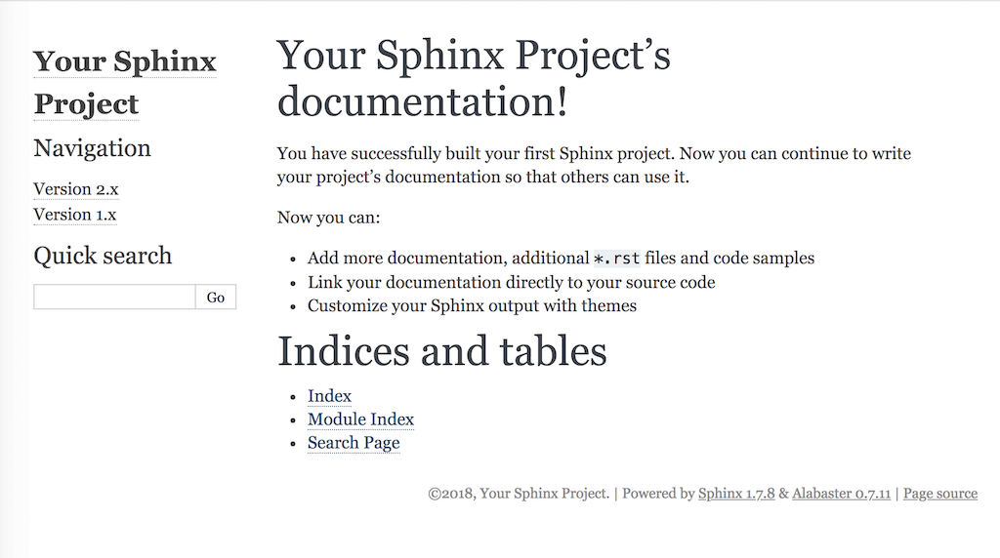 Your Sphinx
Project
Navigation
Version 2.x
Version 1.x
Quick search
Go
Your Sphinx Project’s
documentation!
You have successfully built your first Sphinx project. Now you can continue to write
your project’s documentation so that others can use it.
Now you can:
• Add more documentation, additional *.rst files and code samples
• Link your documentation directly to your source code
• Customize your Sphinx output with themes
Indices and tables
• Index
• Module Index
• Search Page
©2018, Your Sphinx Project. | Powered by Sphinx 1.7.8 & Alabaster 0.7.11 | Page source